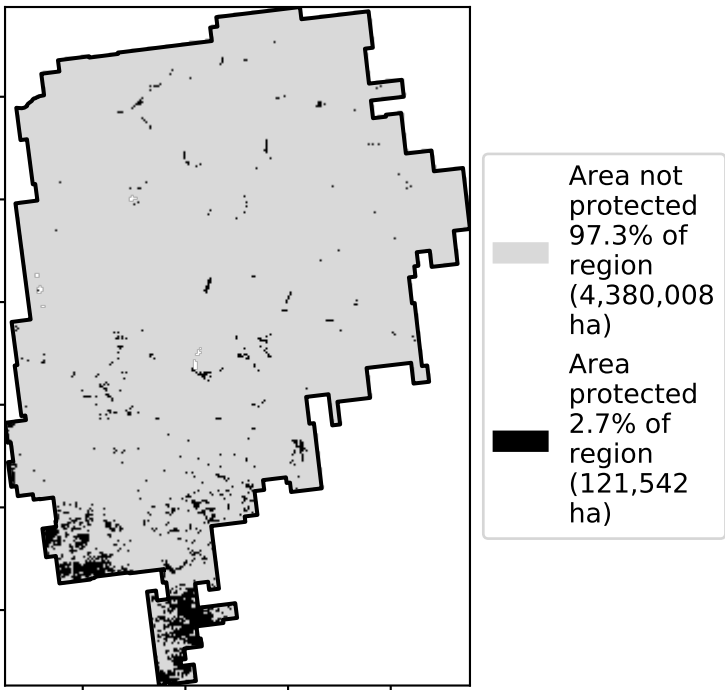 Area not
protected
97.3% of
region
(4,380,008
ha)
Area
protected
2.7% of
region
(121,542
ha)